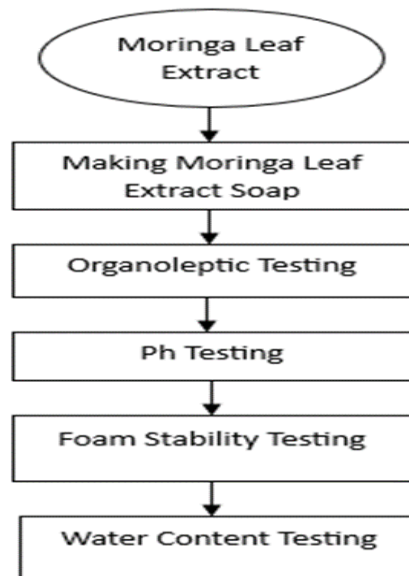 Moringa Leaf
Extract
Making Moringa Leaf
Extract Soap
Organoleptic Testing
Ph Testing
Foam Stability Testing
Water Content Testing